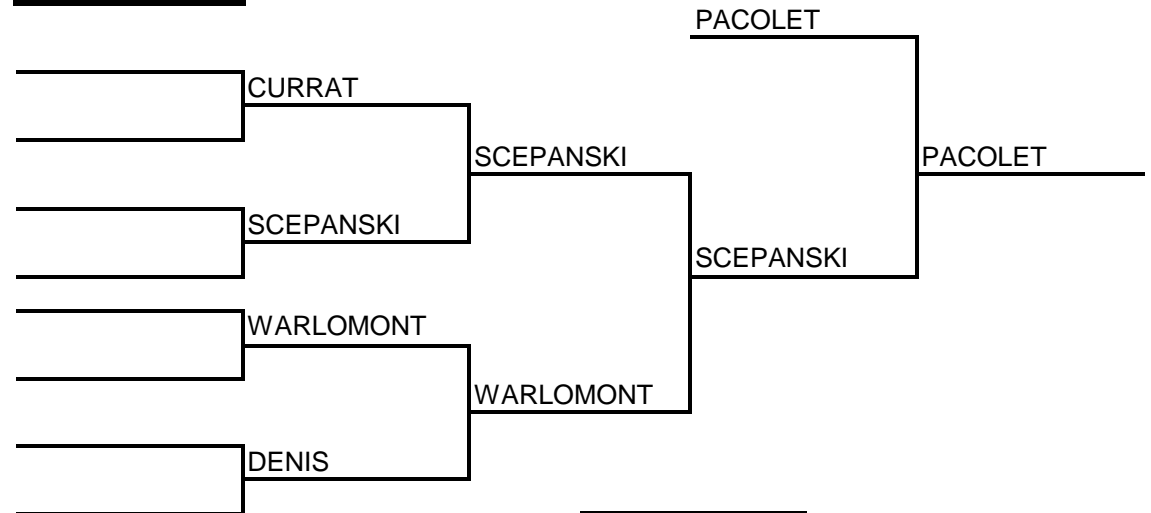 PACOLET
CURRAT
SCEPANSKI
PACOLET
SCEPANSKI
SCEPANSKI
WARLOMONT
WARLOMONT
DENIS